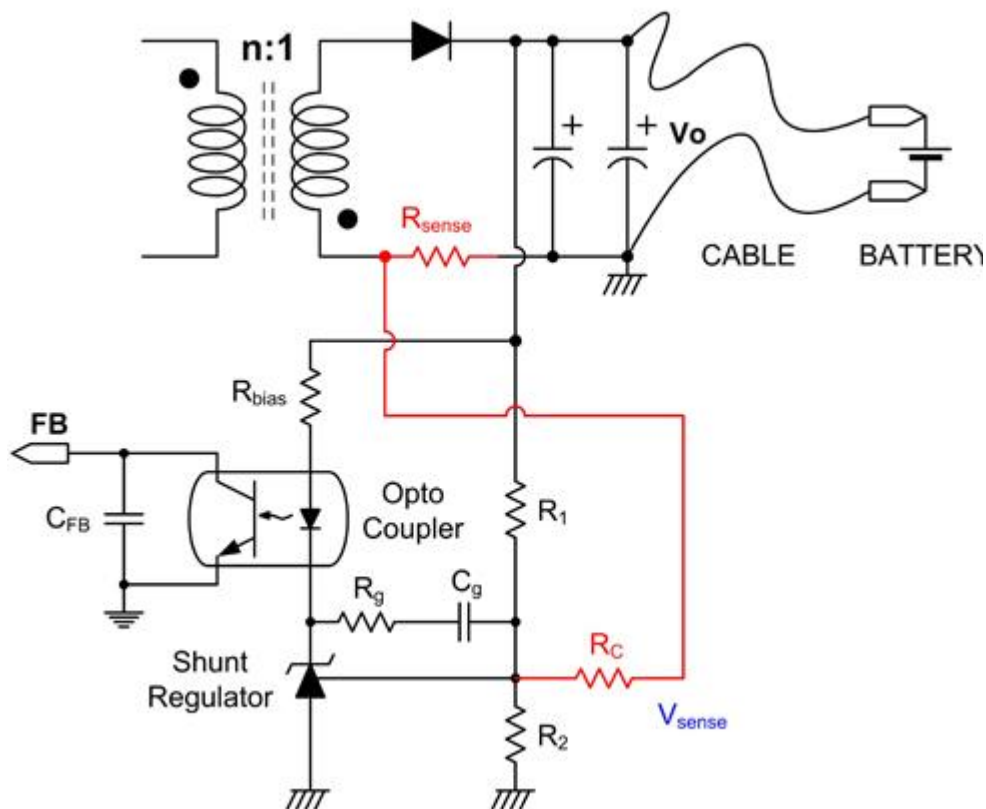 n:1
+
+
Vo
Rsense
CABLE
BATTERY
Rbias
FB
CFB
Opto
Coupler
R1
Rg
Cg
Shunt
Regulator
RC
Vsense
R2